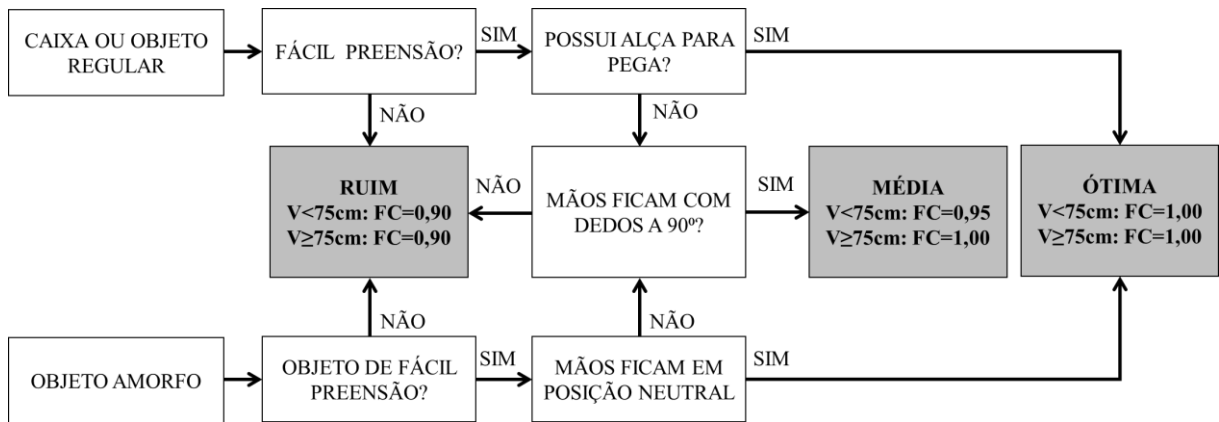 CAIXA OU OBJETO
REGULAR
FÁCIL PREENSÃO?
SIM
POSSUI ALÇA PARA
PEGA?
SIM
NÃO
NÃO
RUIM
V<75cm: FC=0,90
V≥75cm: FC=0,90
NÃO
MÃOS FICAM COM
DEDOS A 90º?
SIM
MÉDIA
V<75cm: FC=0,95
V≥75cm: FC=1,00
ÓTIMA
V<75cm: FC=1,00
V≥75cm: FC=1,00
NÃO
NÃO
OBJETO AMORFO
OBJETO DE FÁCIL
PREENSÃO?
SIM
MÃOS FICAM EM
POSIÇÃO NEUTRAL
SIM